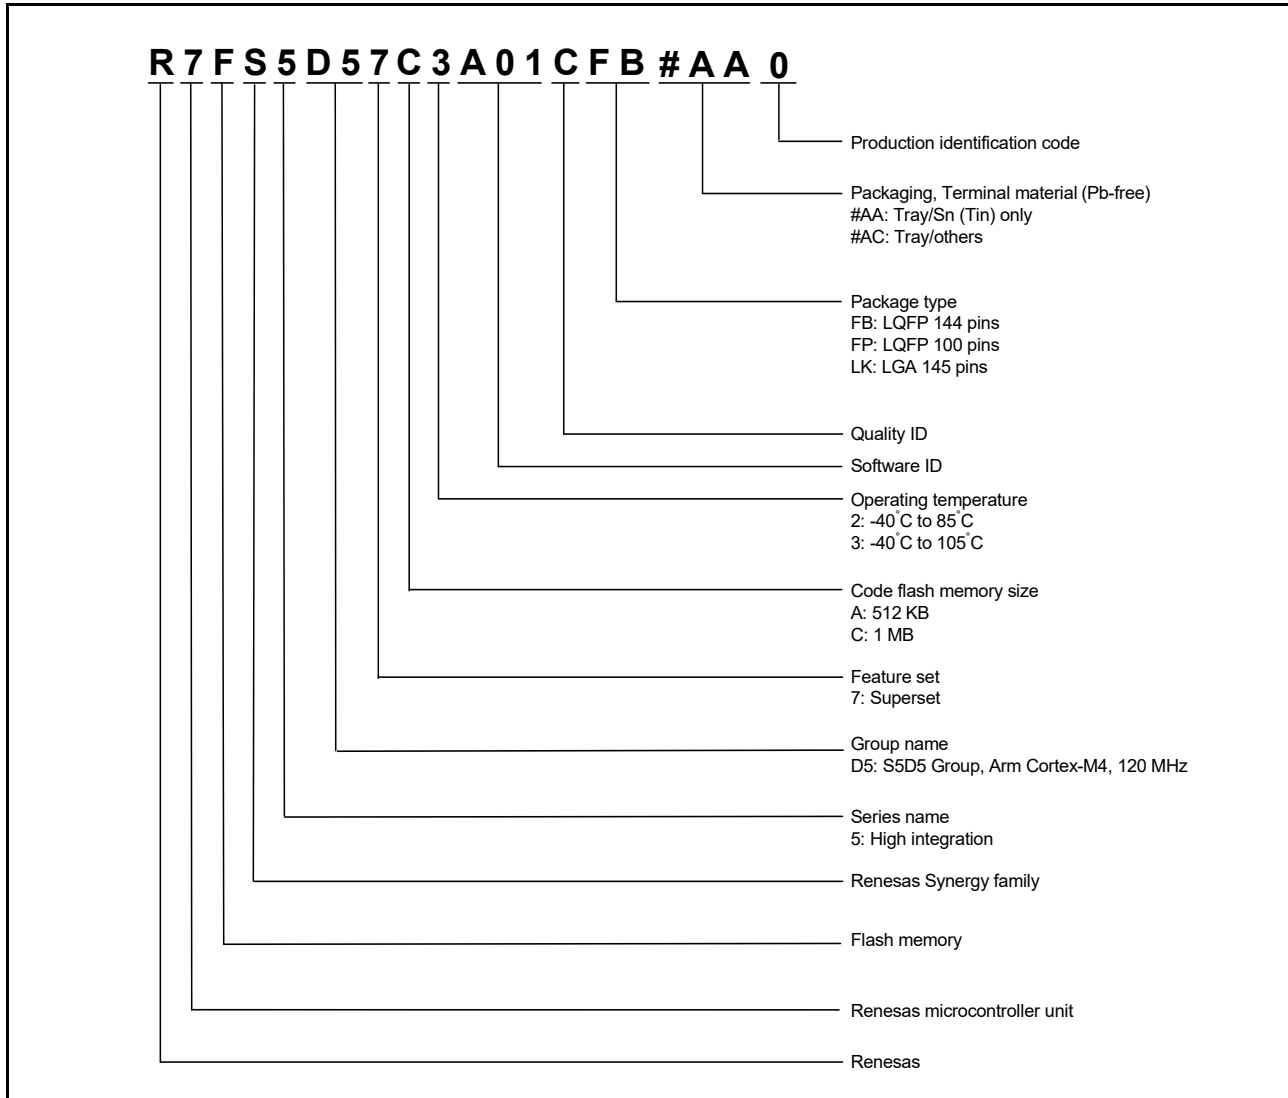 R7FS5D57C3A01CFB #AA 0
Production identification code
Packaging, Terminal material (Pb-free)
#AA: Tray/Sn (Tin) only
#AC: Tray/others
Package type
FB: LQFP 144 pins
FP: LQFP 100 pins
LK: LGA 145 pins
Quality ID
Software ID
Operating temperature
2: -40°C to 85°C
3: -40°C to 105°C
Code flash memory size
A: 512 KB
C: 1 MB
Feature set
7: Superset
Group name
D5: S5D5 Group, Arm Cortex-M4, 120 MHz
Series name
5: High integration
Renesas Synergy family
Flash memory
Renesas microcontroller unit
Renesas